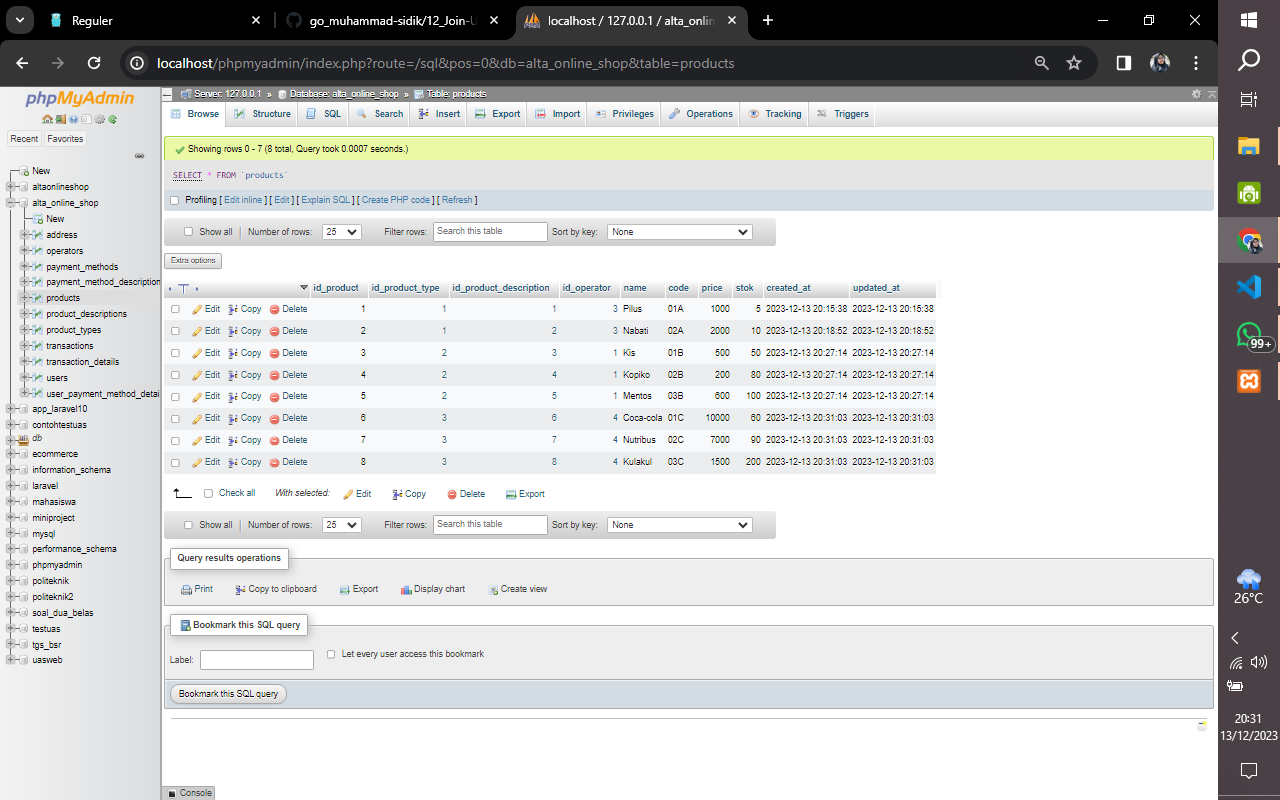 Reguler
go_muhammad-sidik/12_Join-U
localhost / 127.0.0.1 / alta_onlin
localhost/phpmyadmin/index.php?route=/sql&pos=0&db=alta_online_shop&table=products
phpMyAdmin
Recent Favorites
New
altaonlineshop
alta_online_shop
New
address
operators
payment_methods
payment_method_description
products
product_descriptions
product_types
transactions
transaction_details
users
user_payment_method_detai
app_laravel10
contohtestuas
db
ecommerce
information_schema
laravel
mahasiswa
miniproject
mysql
performance_schema
phpmyadmin
politeknik
politeknik2
soal_dua_belas
testuas
tgs_bsr
uasweb
Server: 127.0.0.1 » Database: alta_online_shop » Table: products
Browse Structure SQL Search Insert Export Import Privileges Operations Tracking Triggers
Showing rows 0 - 7 (8 total, Query took 0.0007 seconds.)
SELECT * FROM `products`
Profiling [ Edit inline ] [ Edit ] [ Explain SQL ] [ Create PHP code ] [ Refresh ]
Show all | Number of rows: 25 Filter rows: Search this table Sort by key: None
Extra options
id_product id_product_type id_product_description id_operator name code price stok created_at updated_at
Edit Copy Delete 1 1 1 3 Pilus 01A 1000 5 2023-12-13 20:15:38 2023-12-13 20:15:38
Edit Copy Delete 2 1 2 3 Nabati 02A 2000 10 2023-12-13 20:18:52 2023-12-13 20:18:52
Edit Copy Delete 3 2 3 1 Kis 01B 500 50 2023-12-13 20:27:14 2023-12-13 20:27:14
Edit Copy Delete 4 2 4 1 Kopiko 02B 200 80 2023-12-13 20:27:14 2023-12-13 20:27:14
Edit Copy Delete 5 2 5 1 Mentos 03B 600 100 2023-12-13 20:27:14 2023-12-13 20:27:14
Edit Copy Delete 6 3 6 4 Coca-cola 01C 10000 60 2023-12-13 20:31:03 2023-12-13 20:31:03
Edit Copy Delete 7 3 7 4 Nutribus 02C 7000 90 2023-12-13 20:31:03 2023-12-13 20:31:03
Edit Copy Delete 8 3 8 4 Kulakul 03C 1500 200 2023-12-13 20:31:03 2023-12-13 20:31:03
Check all With selected: Edit Copy Delete Export
Show all | Number of rows: 25 Filter rows: Search this table Sort by key: None
Query results operations
Print Copy to clipboard Export Display chart Create view
Bookmark this SQL query
Label: Let every user access this bookmark
Bookmark this SQL query
Console
99+
26°C
20:31
13/12/2023